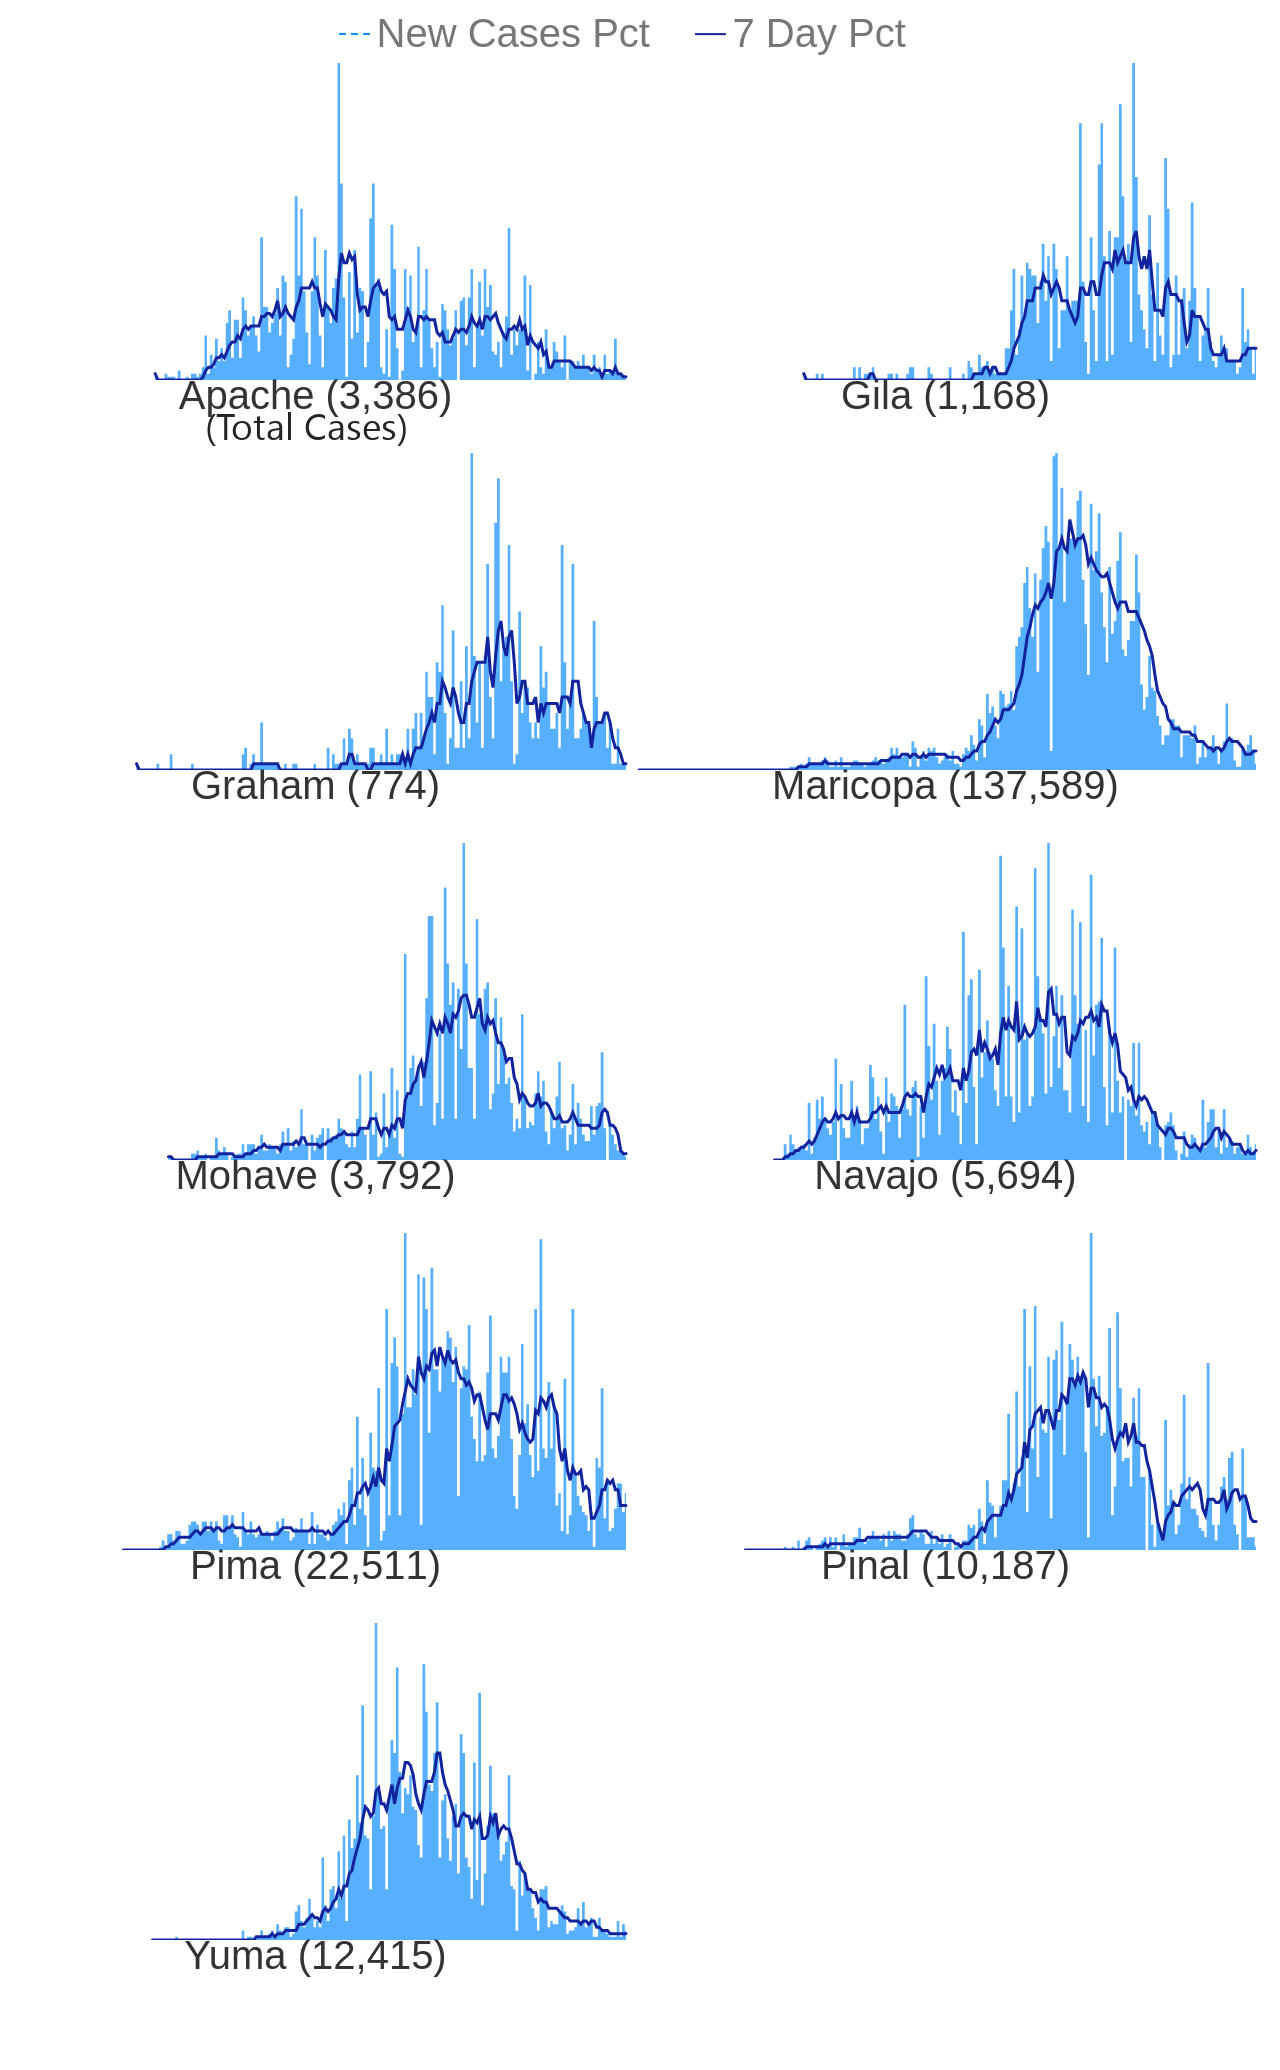 New Cases Pct 7 Day Pct
Apache (3,386) Gila (1,168)
(Total Cases)
Graham (774) Maricopa (137,589)
Mohave (3,792) Navajo (5,694)
Pima (22,511) Pinal (10,187)
Yuma (12,415)